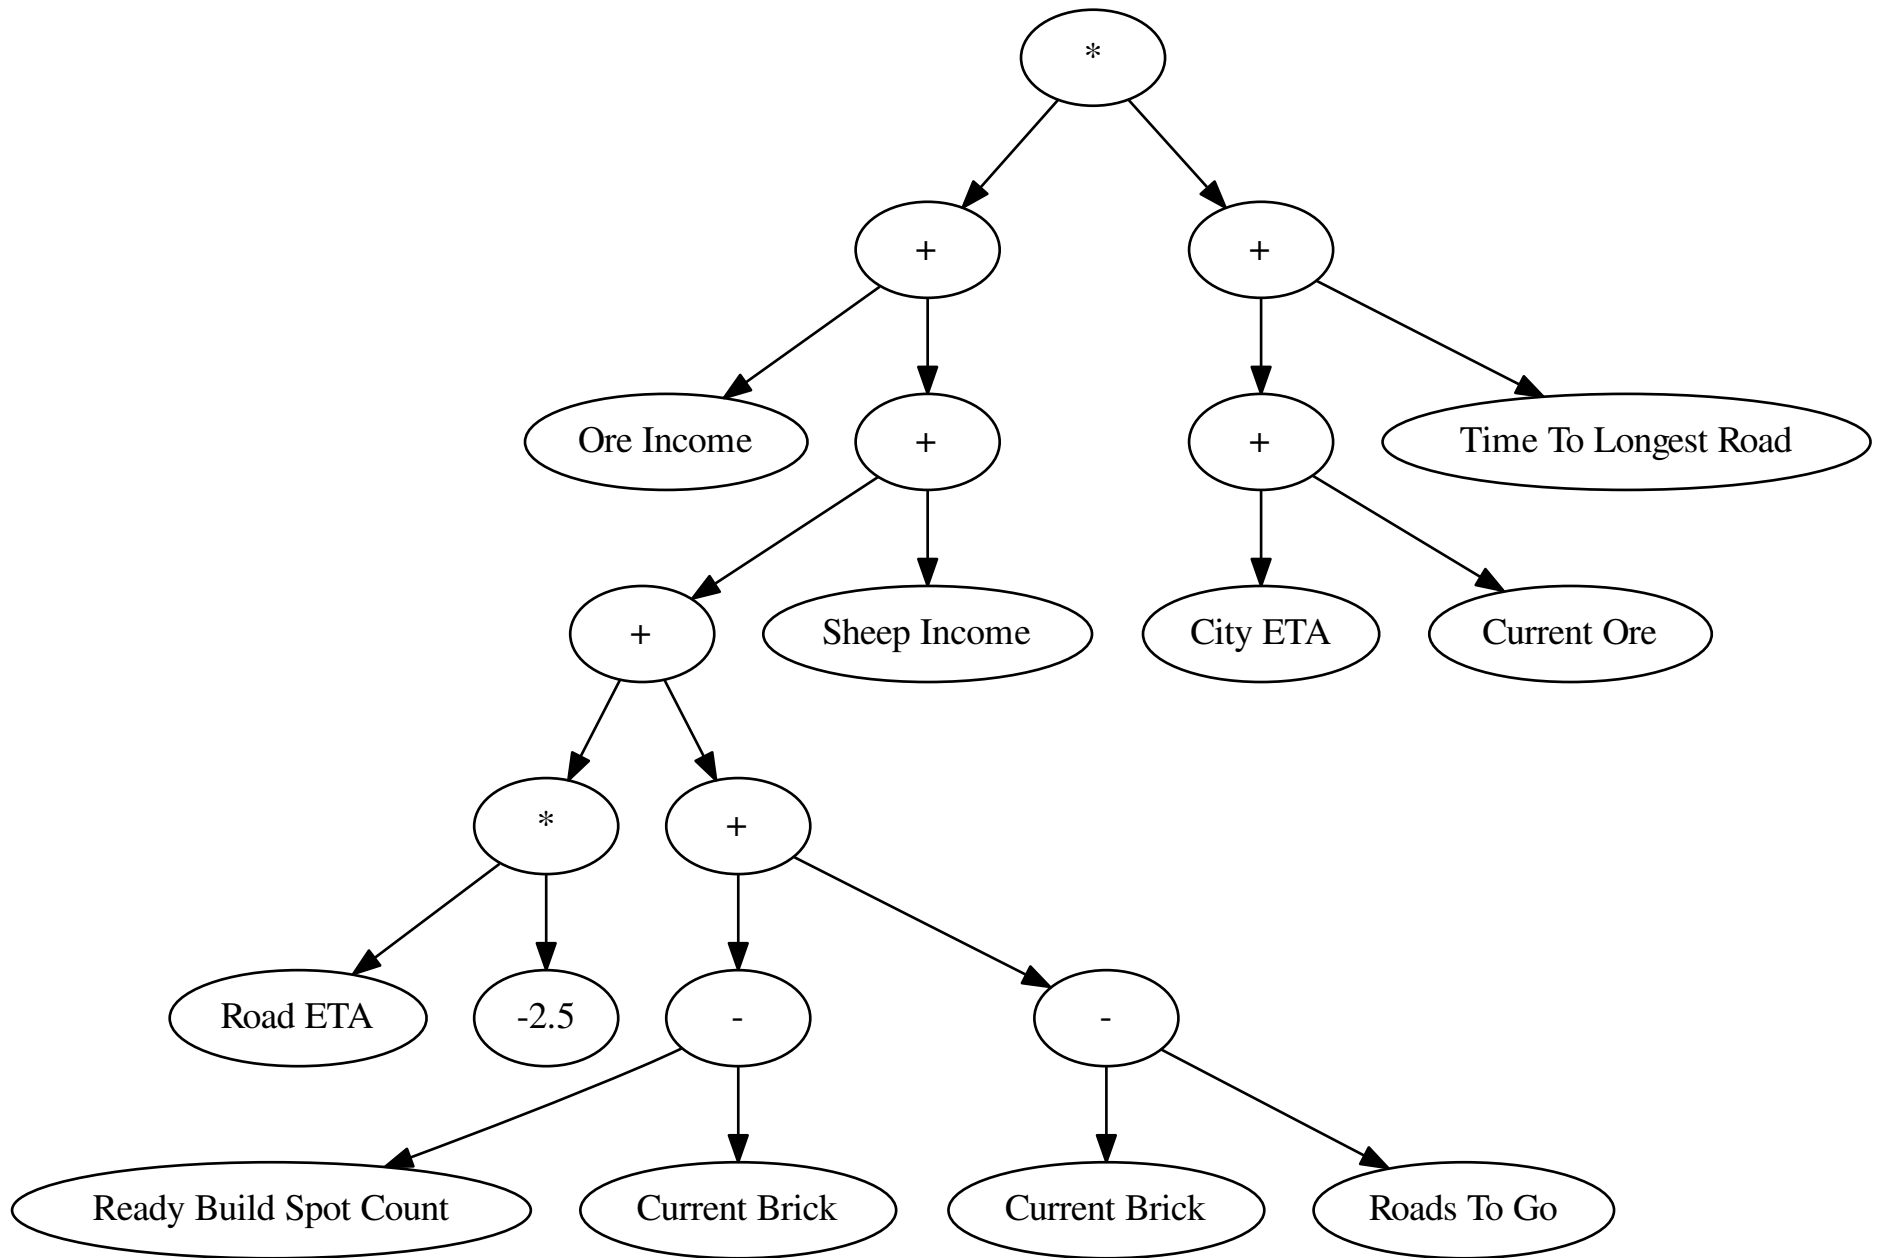 *
+ +
Ore Income + + Time To Longest Road
+ Sheep Income City ETA Current Ore
* +
Road ETA -2.5 - -
Ready Build Spot Count Current Brick Current Brick Roads To Go